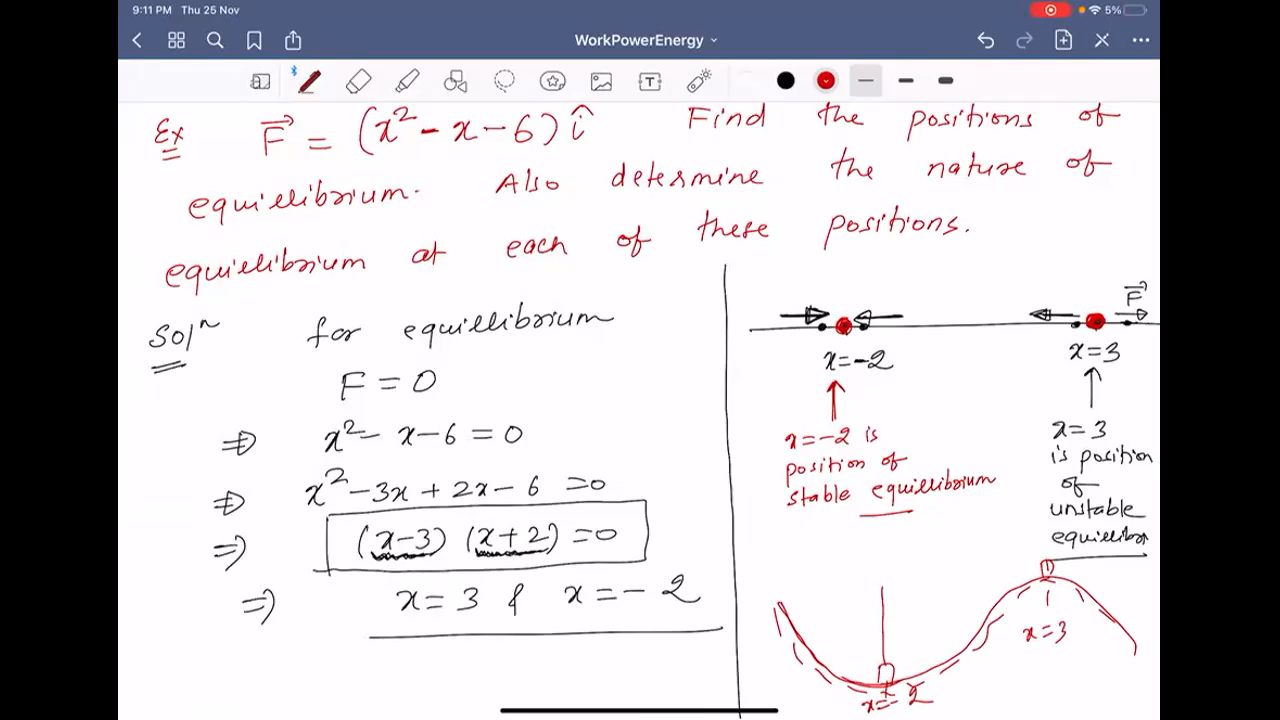 9:11 PM Thu 25 Nov
5%
WorkPowerEnergy
Ex F⃗ = (x² - x - 6) î Find the positions of
equilibrium. Also determine the nature of
equilibrium at each of these positions.
Solⁿ for equilibrium
F = 0
⇒ x² - x - 6 = 0
⇒ x² - 3x + 2x - 6 = 0
⇒ (x-3) (x+2) = 0
⇒ x = 3 & x = - 2
F⃗
x = -2
x = 3
x = -2 is
position of
stable equilibrium
x = 3
is position
of
unstable
equilibr
x = 3
x = - 2